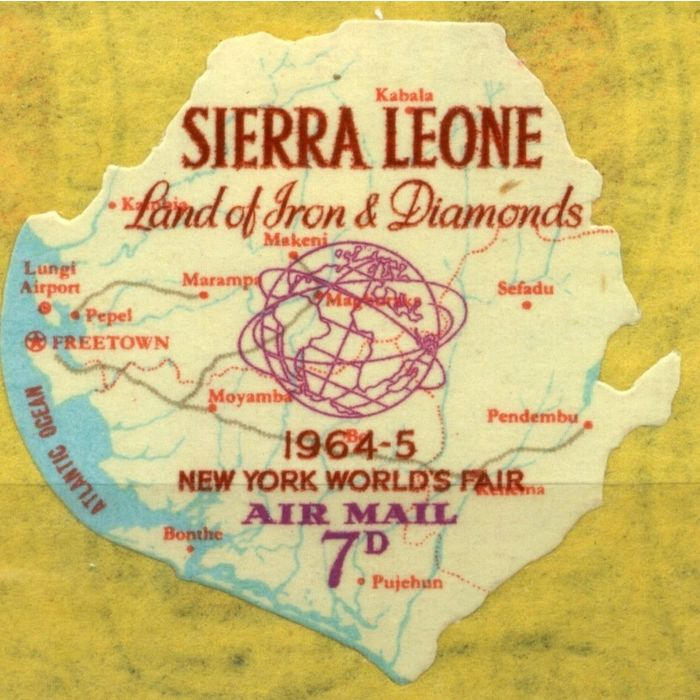 Kabala
SIERRA LEONE
Land of Iron & Diamonds
Makeni
Lungi
Airport
Marampa
Sefadu
Pepel
FREETOWN
Moyamba
Pendembu
ATLANTIC OCEAN
1964-5
NEW YORK WORLD'S FAIR
Kenema
AIR MAIL
7D
Bonthe
Pujehun